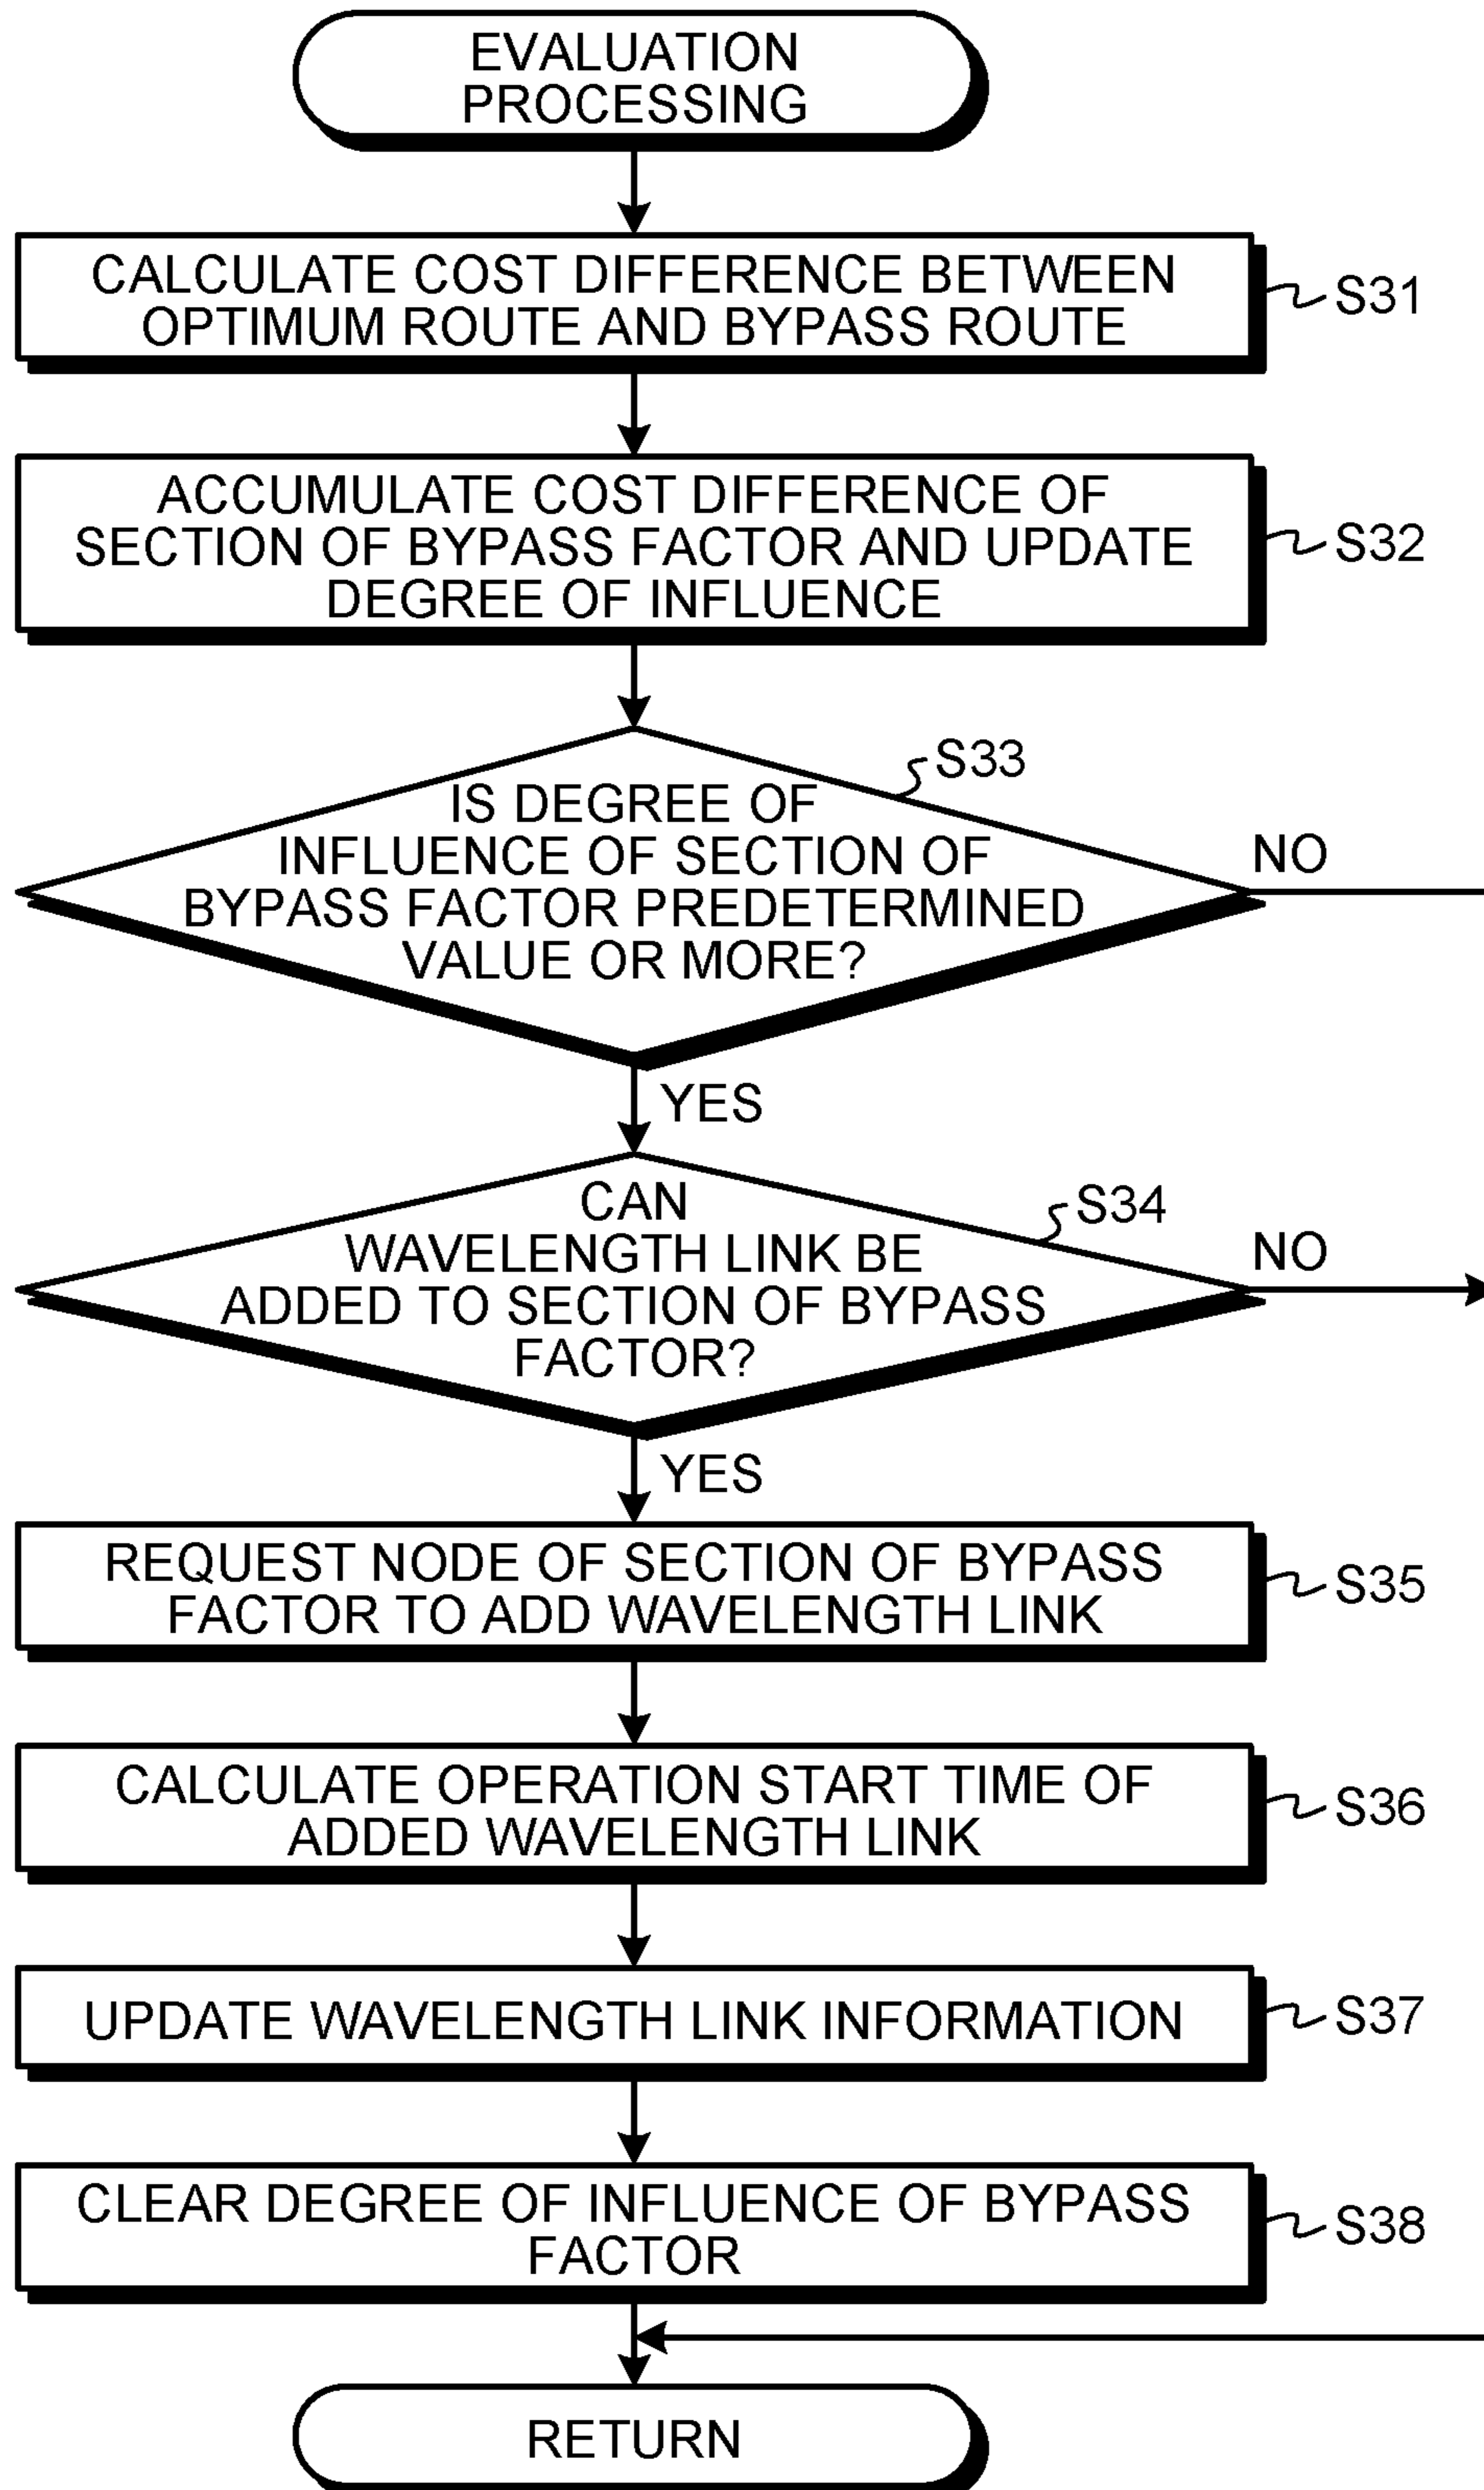 EVALUATION
PROCESSING
CALCULATE COST DIFFERENCE BETWEEN
OPTIMUM ROUTE AND BYPASS ROUTE
S31
ACCUMULATE COST DIFFERENCE OF
SECTION OF BYPASS FACTOR AND UPDATE
DEGREE OF INFLUENCE
S32
S33
IS DEGREE OF
INFLUENCE OF SECTION OF
BYPASS FACTOR PREDETERMINED
VALUE OR MORE?
NO
YES
S34
CAN
WAVELENGTH LINK BE
ADDED TO SECTION OF BYPASS
FACTOR?
NO
YES
REQUEST NODE OF SECTION OF BYPASS
FACTOR TO ADD WAVELENGTH LINK
S35
CALCULATE OPERATION START TIME OF
ADDED WAVELENGTH LINK
S36
UPDATE WAVELENGTH LINK INFORMATION
S37
CLEAR DEGREE OF INFLUENCE OF BYPASS
FACTOR
S38
RETURN